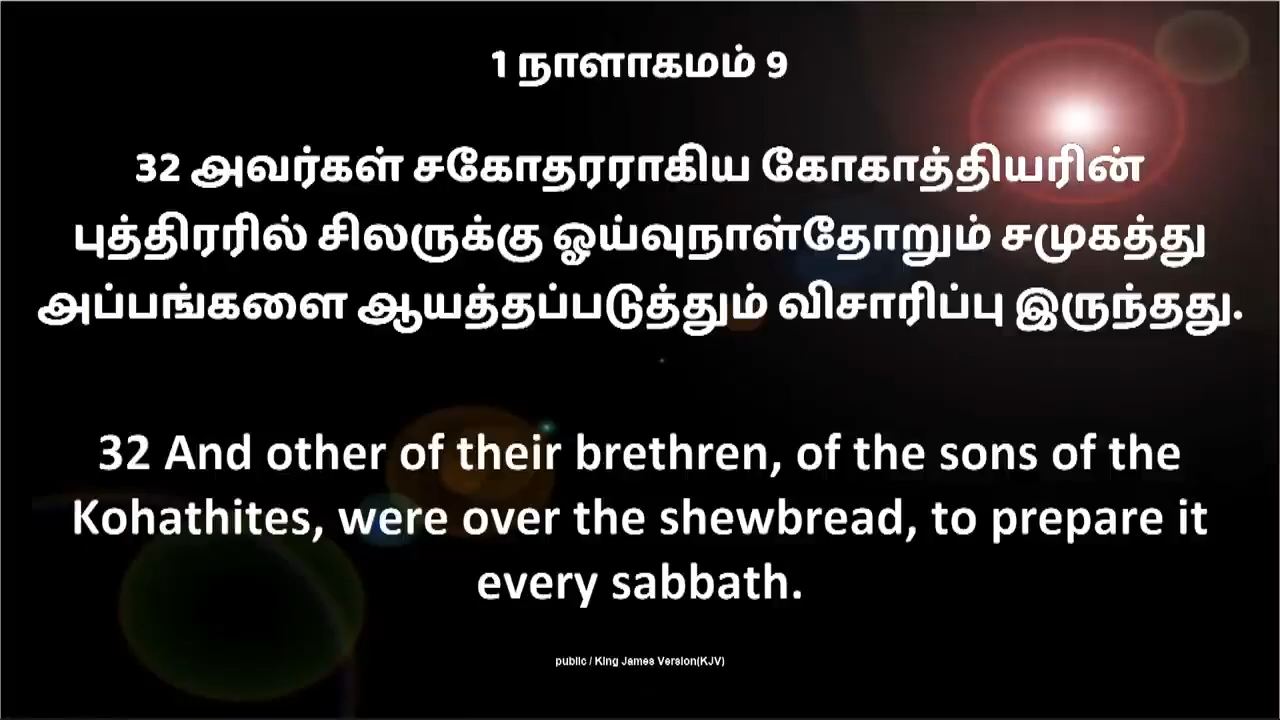 1 நாளாகமம் 9
32 அவர்கள் சகோதரராகிய கோகாத்தியரின்
புத்திரரில் சிலருக்கு ஓய்வுநாள்தோறும் சமுகத்து
அப்பங்களை ஆயத்தப்படுத்தும் விசாரிப்பு இருந்தது.
32 And other of their brethren, of the sons of the
Kohathites, were over the shewbread, to prepare it
every sabbath.
public / King James Version(KJV)